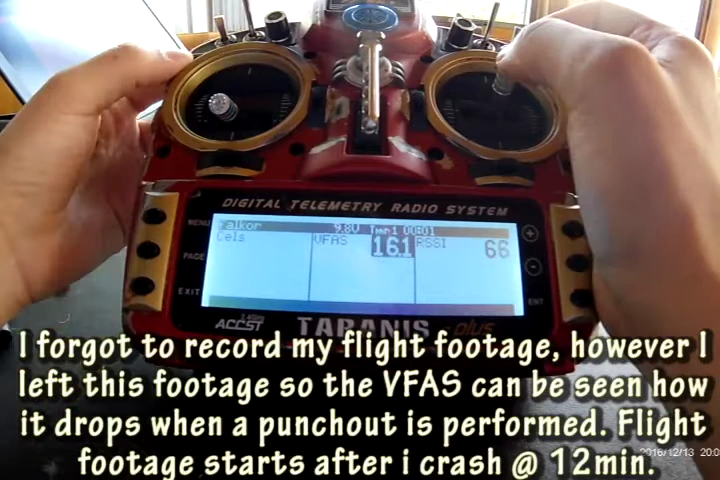 DIGITAL TELEMETRY RADIO SYSTEM
MENU
PAGE
EXIT
Falkor 9.8V Tmr1 00:01
Cels VFAS 16.1 RSSI 66
+
-
ENT
ACCST TARANIS plus
I forgot to record my flight footage, however I
left this footage so the VFAS can be seen how
it drops when a punchout is performed. Flight
footage starts after i crash @ 12min.
2016/12/13 20:0